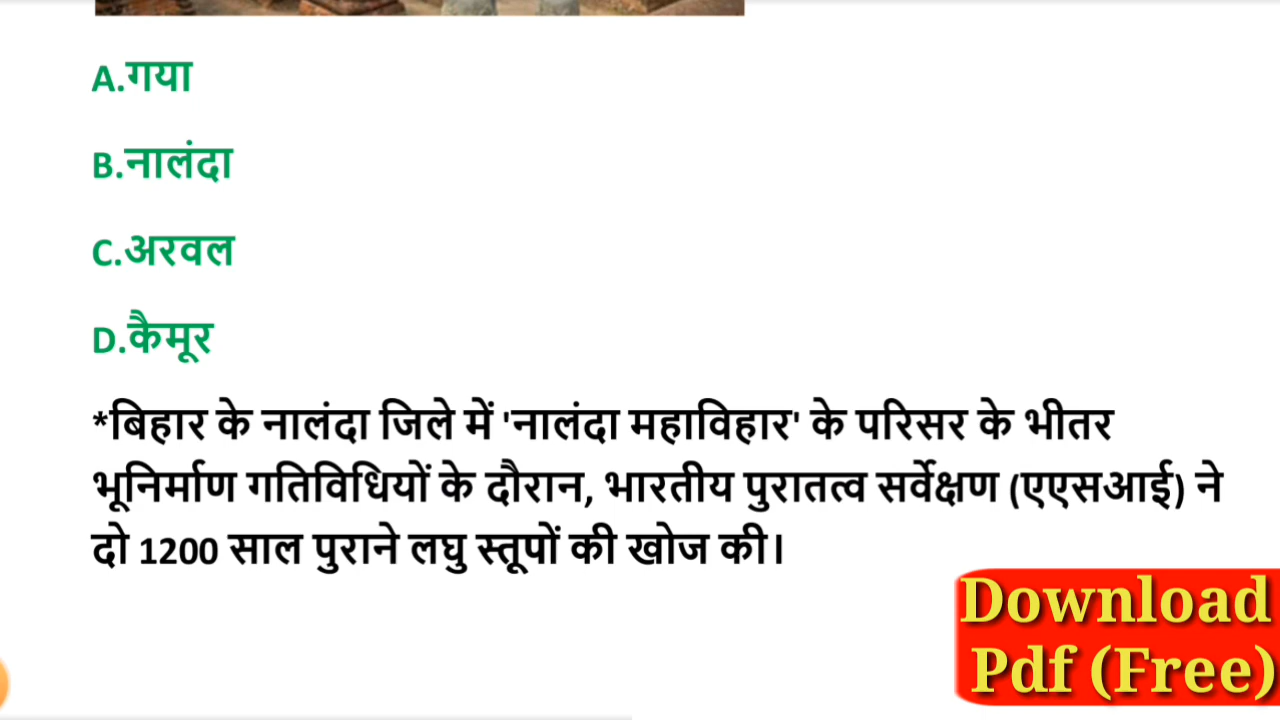 A.गया
B.नालंदा
C.अरवल
D.कैमूर
*बिहार के नालंदा जिले में 'नालंदा महाविहार' के परिसर के भीतर
भूनिर्माण गतिविधियों के दौरान, भारतीय पुरातत्व सर्वेक्षण (एएसआई) ने
दो 1200 साल पुराने लघु स्तूपों की खोज की।
Download
Pdf (Free)